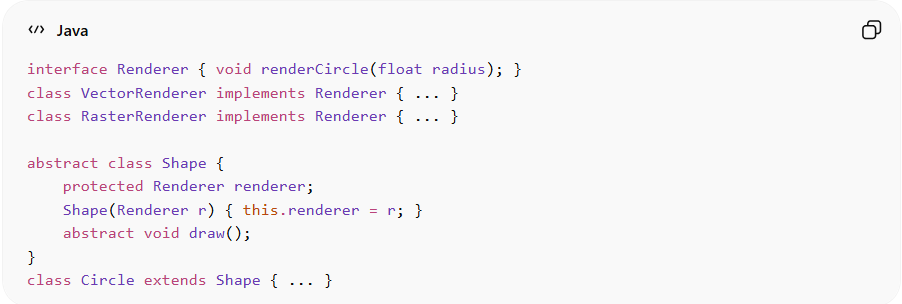 </> Java
interface Renderer { void renderCircle(float radius); }
class VectorRenderer implements Renderer { ... }
class RasterRenderer implements Renderer { ... }

abstract class Shape {
    protected Renderer renderer;
    Shape(Renderer r) { this.renderer = r; }
    abstract void draw();
}
class Circle extends Shape { ... }